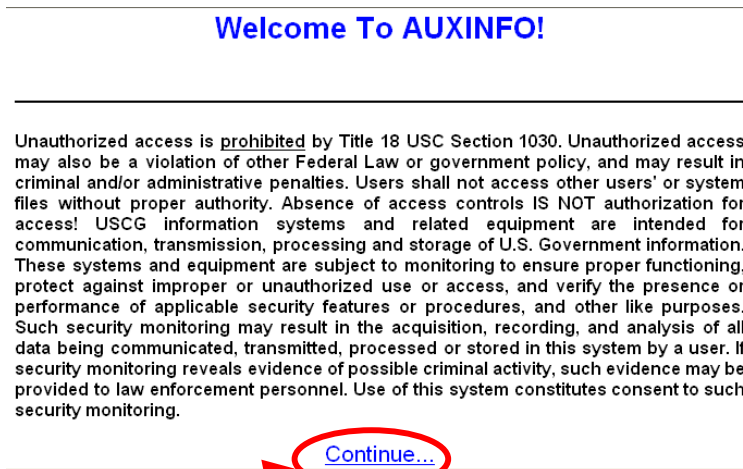 Welcome To AUXINFO!
Unauthorized access is prohibited by Title 18 USC Section 1030. Unauthorized access
may also be a violation of other Federal Law or government policy, and may result in
criminal and/or administrative penalties. Users shall not access other users' or system
files without proper authority. Absence of access controls IS NOT authorization for
access! USCG information systems and related equipment are intended for
communication, transmission, processing and storage of U.S. Government information.
These systems and equipment are subject to monitoring to ensure proper functioning,
protect against improper or unauthorized use or access, and verify the presence or
performance of applicable security features or procedures, and other like purposes.
Such security monitoring may result in the acquisition, recording, and analysis of all
data being communicated, transmitted, processed or stored in this system by a user. If
security monitoring reveals evidence of possible criminal activity, such evidence may be
provided to law enforcement personnel. Use of this system constitutes consent to such
security monitoring.
Continue...